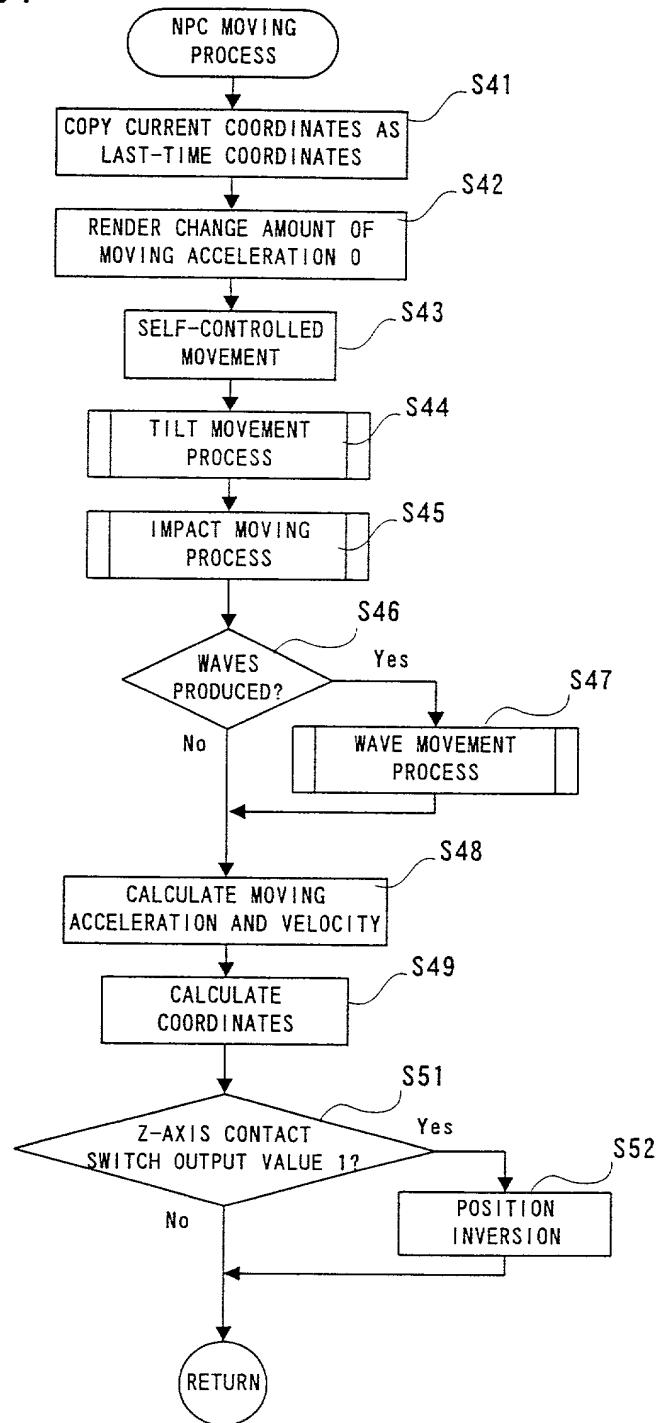 NPC MOVING
PROCESS
S41
COPY CURRENT COORDINATES AS
LAST-TIME COORDINATES
S42
RENDER CHANGE AMOUNT OF
MOVING ACCELERATION 0
S43
SELF-CONTROLLED
MOVEMENT
S44
TILT MOVEMENT
PROCESS
S45
IMPACT MOVING
PROCESS
S46
WAVES
PRODUCED?
Yes
No
S47
WAVE MOVEMENT
PROCESS
S48
CALCULATE MOVING
ACCELERATION AND VELOCITY
S49
CALCULATE
COORDINATES
S51
Z-AXIS CONTACT
SWITCH OUTPUT VALUE 1?
Yes
No
S52
POSITION
INVERSION
RETURN